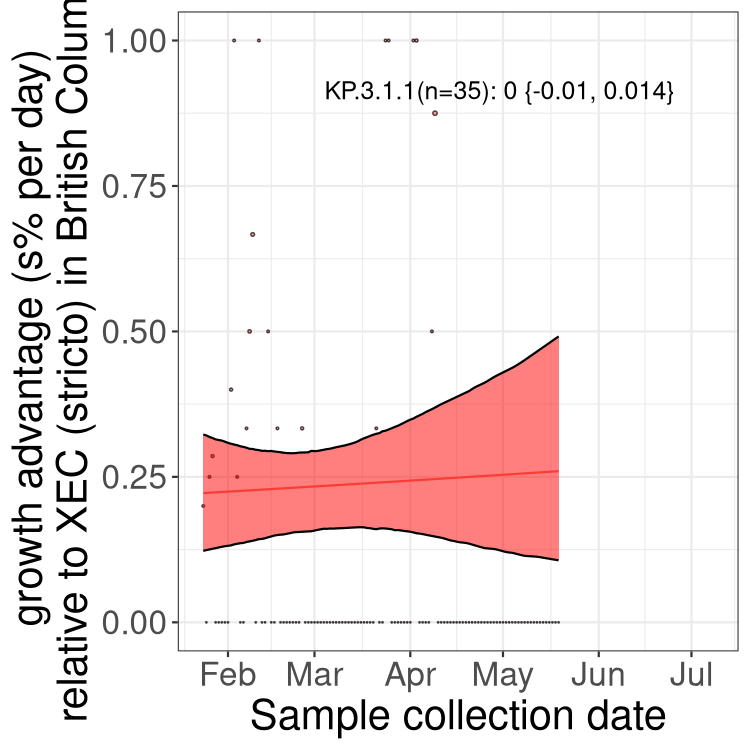 growth advantage (s% per day)
relative to XEC (stricto) in British Colum
1.00
0.75
0.50
0.25
0.00
KP.3.1.1(n=35): 0 {-0.01, 0.014}
Feb Mar Apr May Jun Jul
Sample collection date